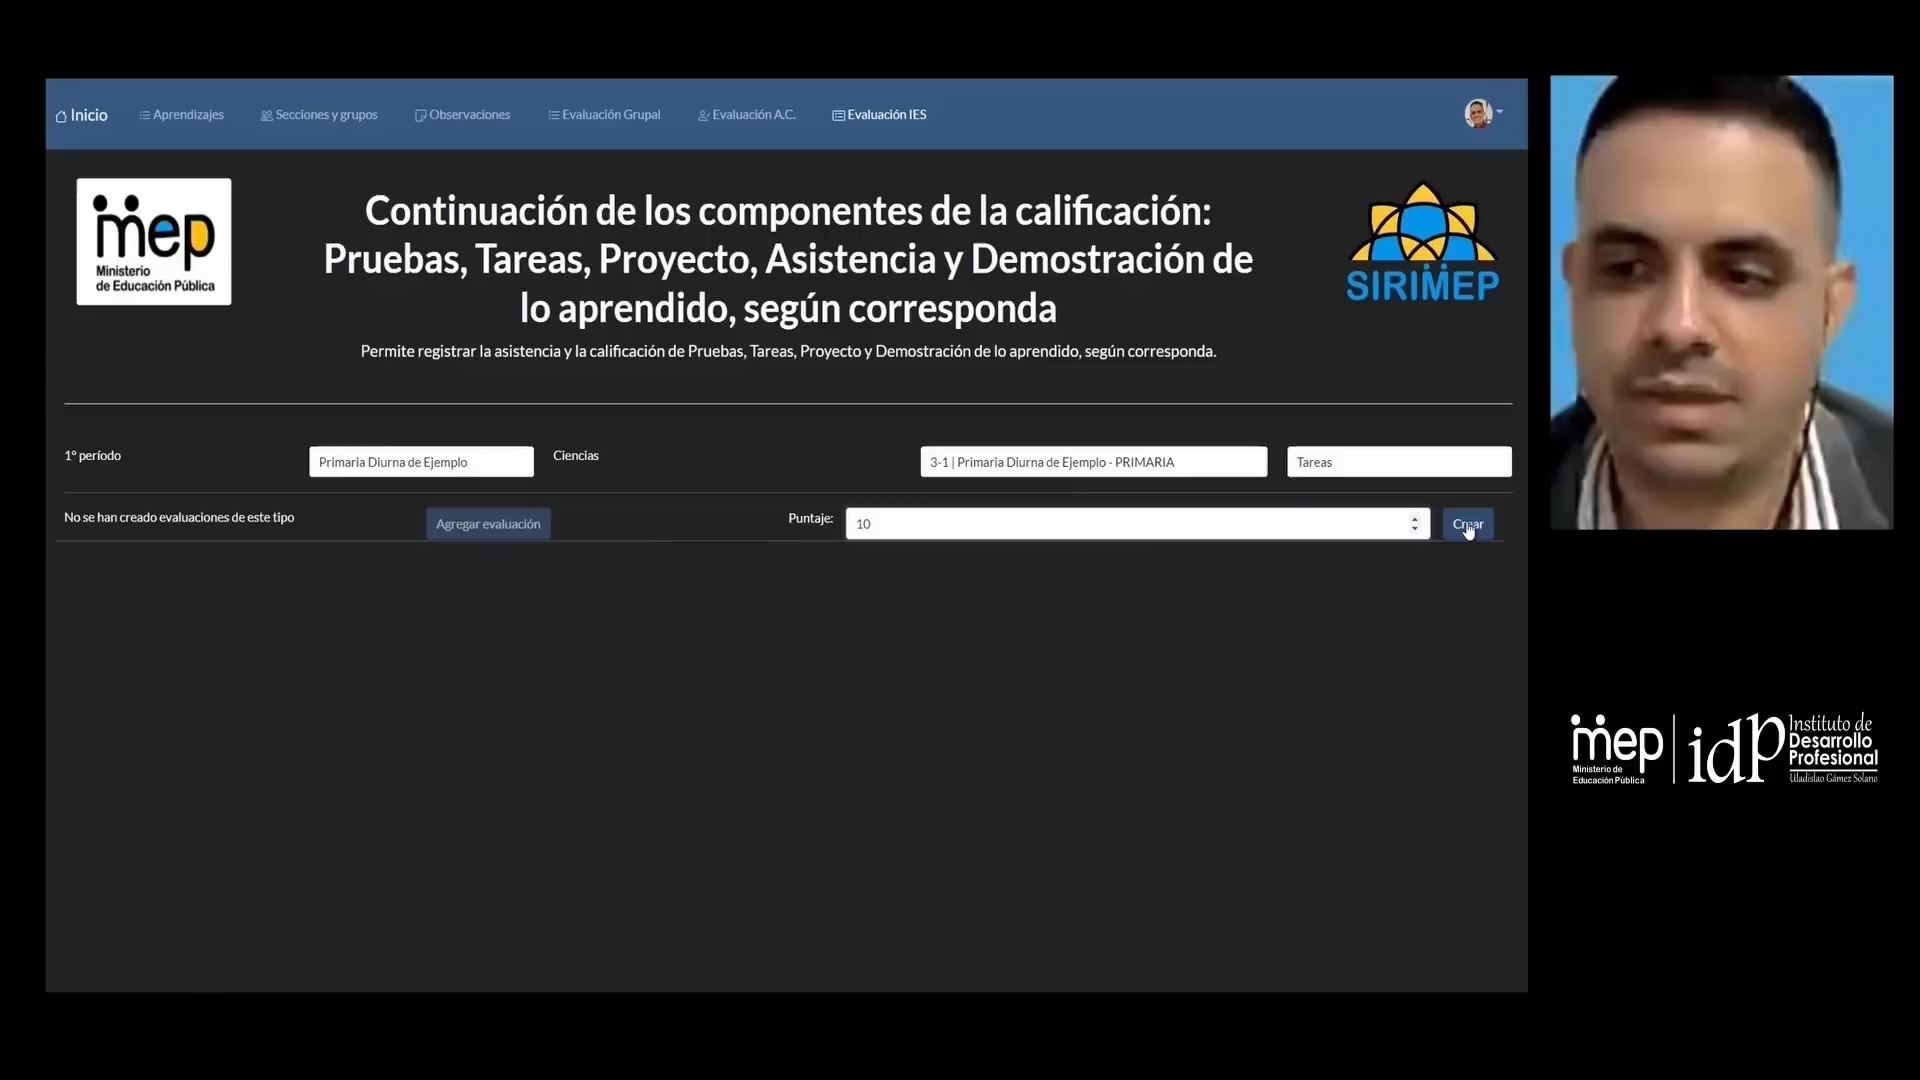 Inicio
Aprendizajes
Secciones y grupos
Observaciones
Evaluación Grupal
Evaluación A.C.
Evaluación IES
mep
Ministerio
de Educación Pública
Continuación de los componentes de la calificación:
Pruebas, Tareas, Proyecto, Asistencia y Demostración de
lo aprendido, según corresponda
Permite registrar la asistencia y la calificación de Pruebas, Tareas, Proyecto y Demostración de lo aprendido, según corresponda.
SIRIMEP
1º período
Primaria Diurna de Ejemplo
Ciencias
3-1 | Primaria Diurna de Ejemplo - PRIMARIA
Tareas
No se han creado evaluaciones de este tipo
Agregar evaluación
Puntaje:
10
Crear
mep
Ministerio de
Educación Pública
idp
Instituto de
Desarrollo
Profesional
Uladislao Gámez Solano